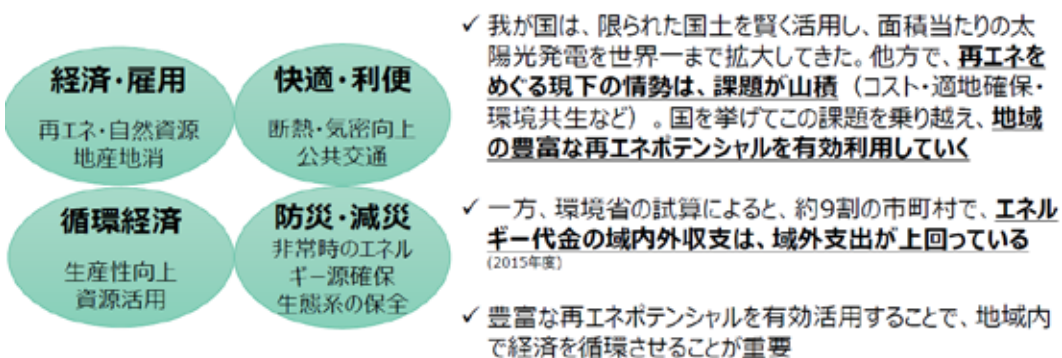 経済・雇用
再エネ・自然資源
地産地消
快適・利便
断熱・気密向上
公共交通
循環経済
生産性向上
資源活用
防災・減災
非常時のエネル
ギー源確保
生態系の保全
✓ 我が国は、限られた国土を賢く活用し、面積当たりの太
陽光発電を世界一まで拡大してきた。他方で、再エネを
めぐる現下の情勢は、課題が山積（コスト・適地確保・
環境共生など）。国を挙げてこの課題を乗り越え、地域
の豊富な再エネポテンシャルを有効利用していく
✓ 一方、環境省の試算によると、約9割の市町村で、エネル
ギー代金の域内外収支は、域外支出が上回っている
(2015年度)
✓ 豊富な再エネポテンシャルを有効活用することで、地域内
で経済を循環させることが重要